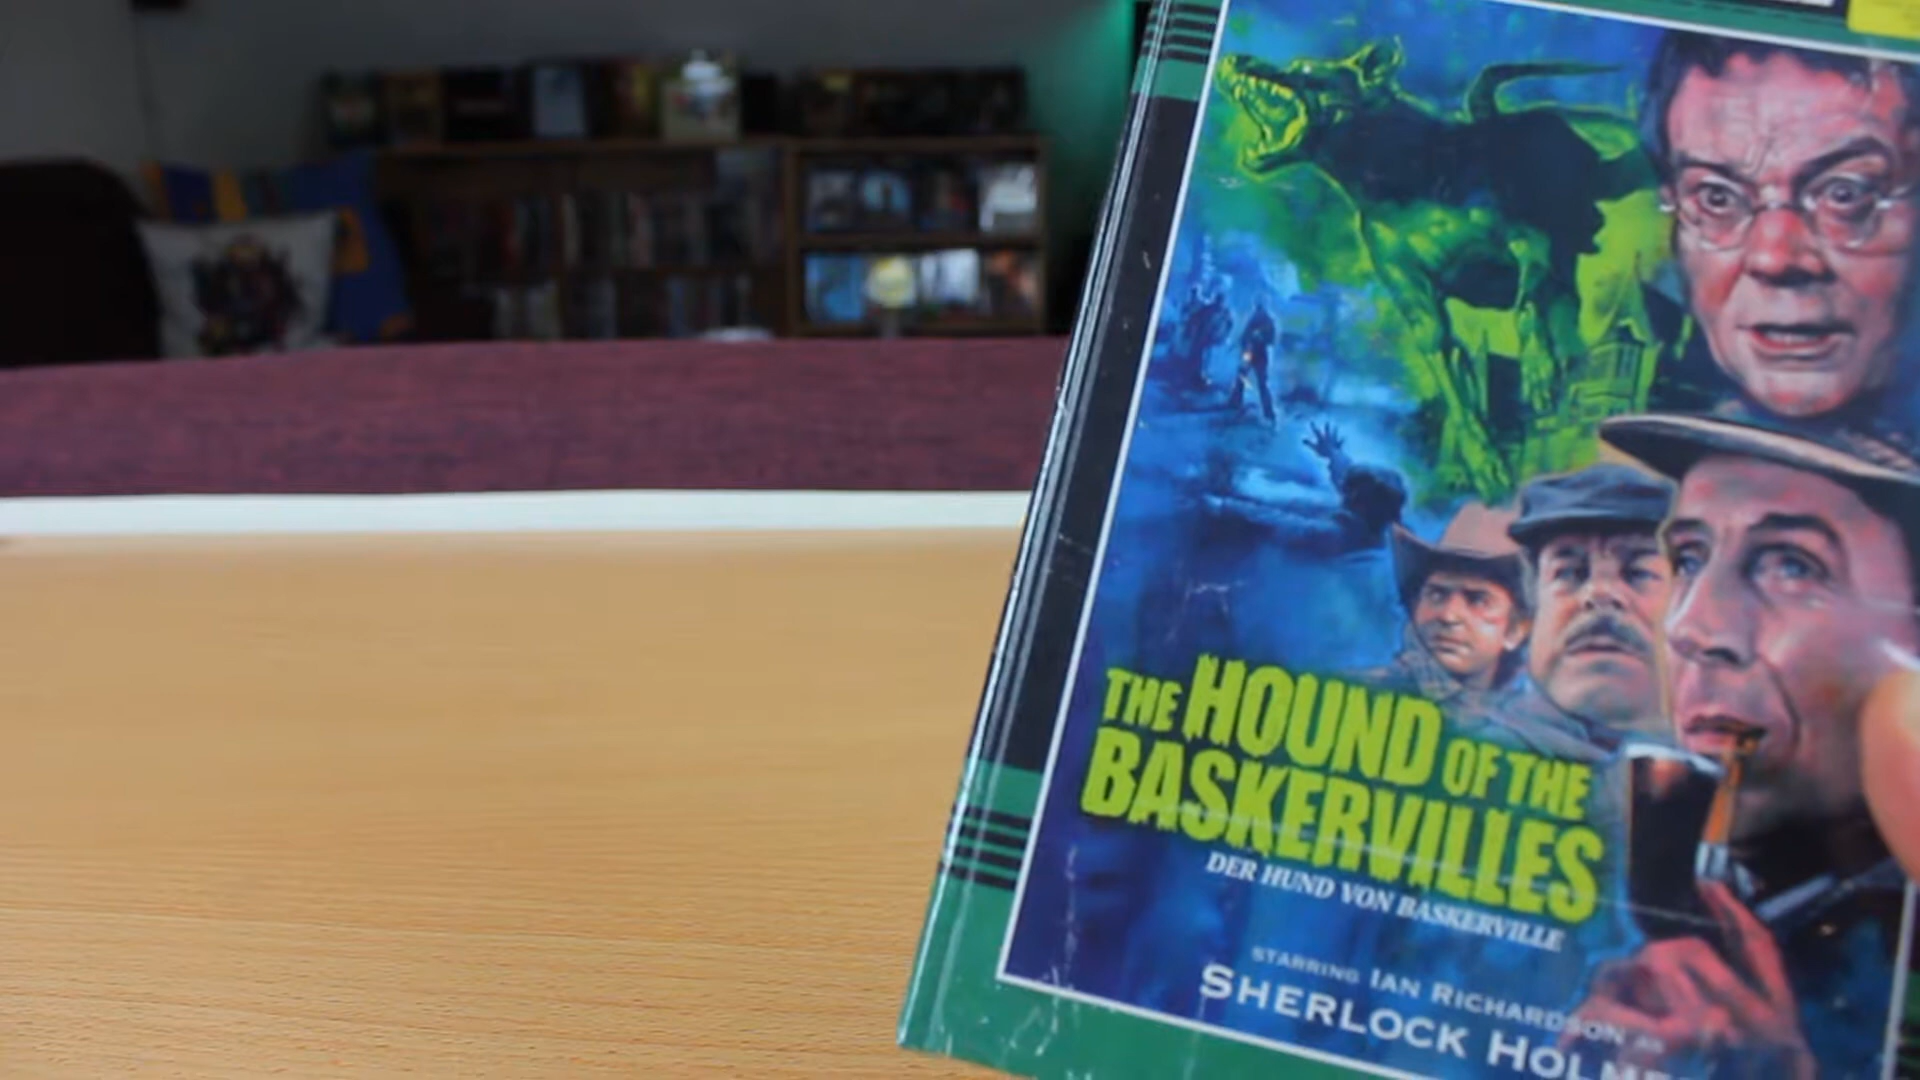 THE HOUND OF THE
BASKERVILLES
DER HUND VON BASKERVILLE
STARRING IAN RICHARDSON AS
SHERLOCK HOLMES